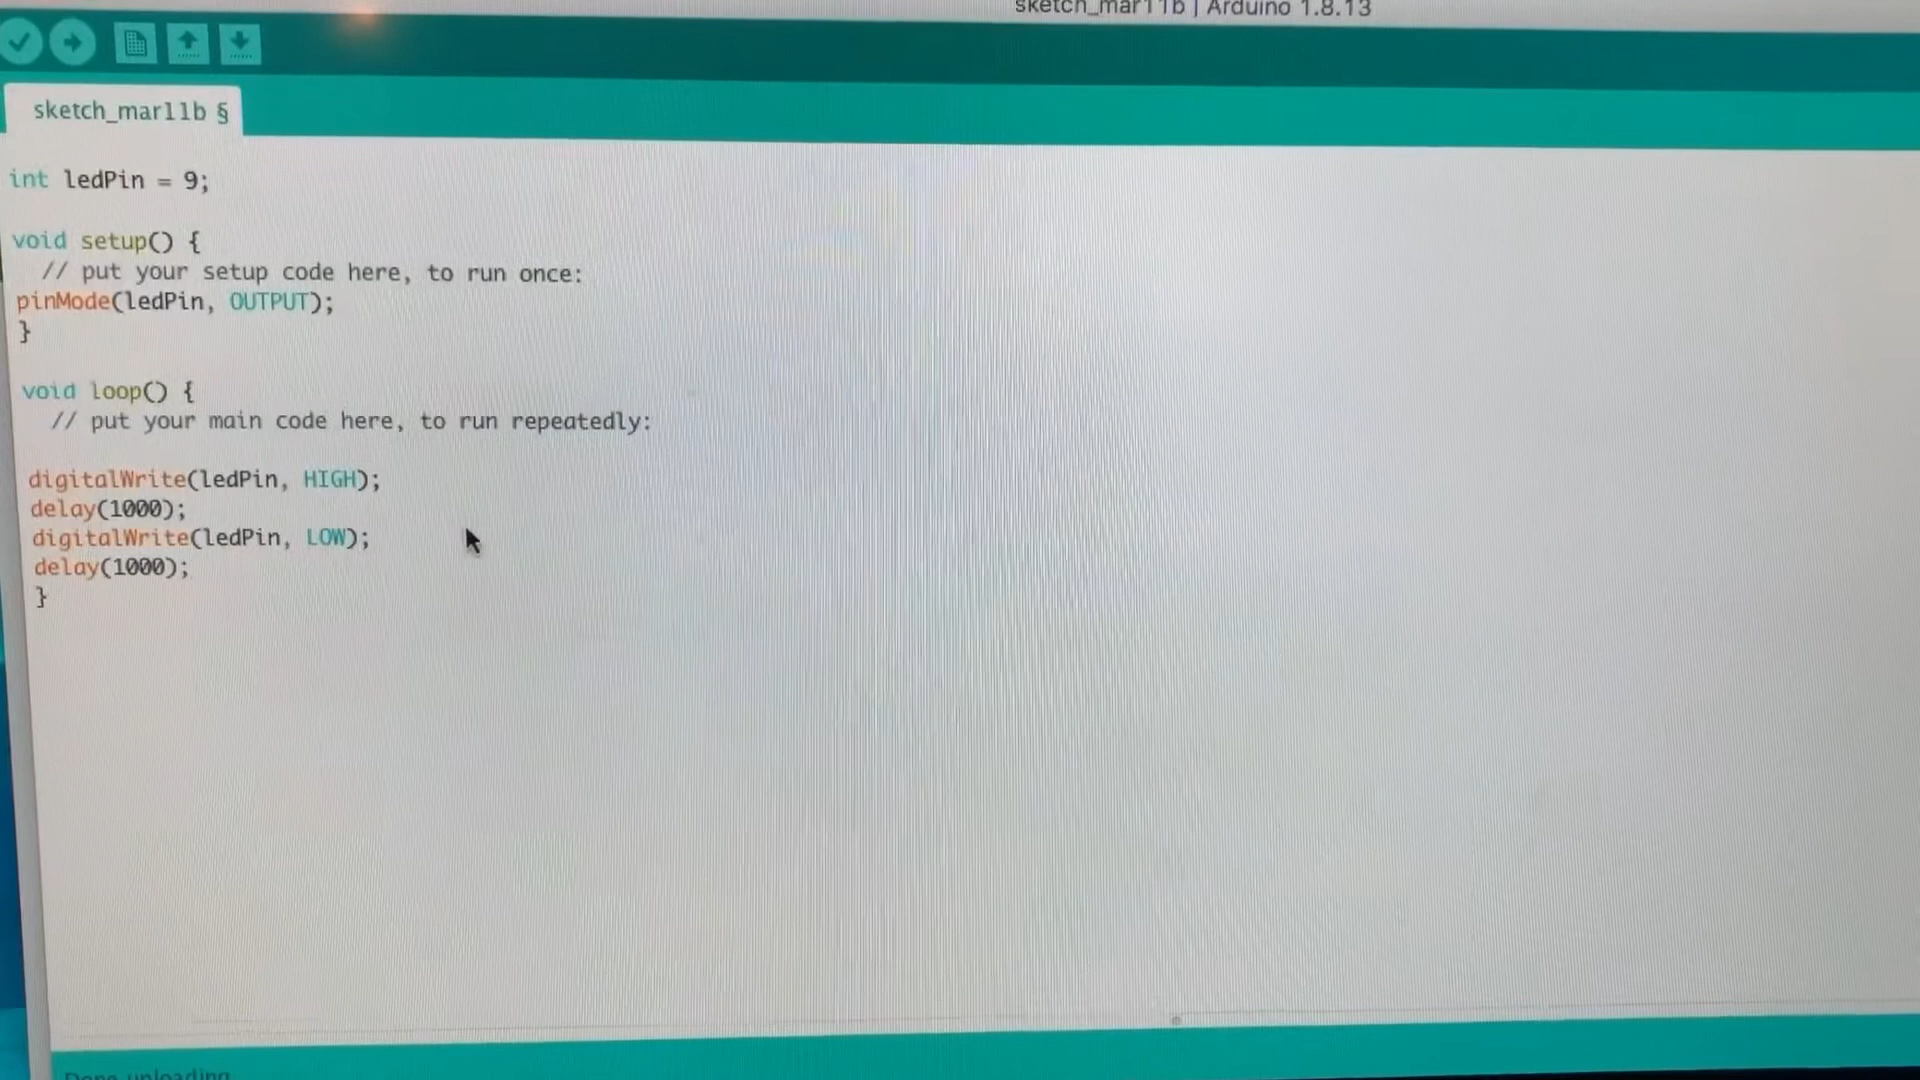 sketch_mar11b | Arduino 1.8.13
sketch_mar11b §
int ledPin = 9;
void setup() {
// put your setup code here, to run once:
pinMode(ledPin, OUTPUT);
}
void loop() {
// put your main code here, to run repeatedly:
digitalWrite(ledPin, HIGH);
delay(1000);
digitalWrite(ledPin, LOW);
delay(1000);
}
Done uploading